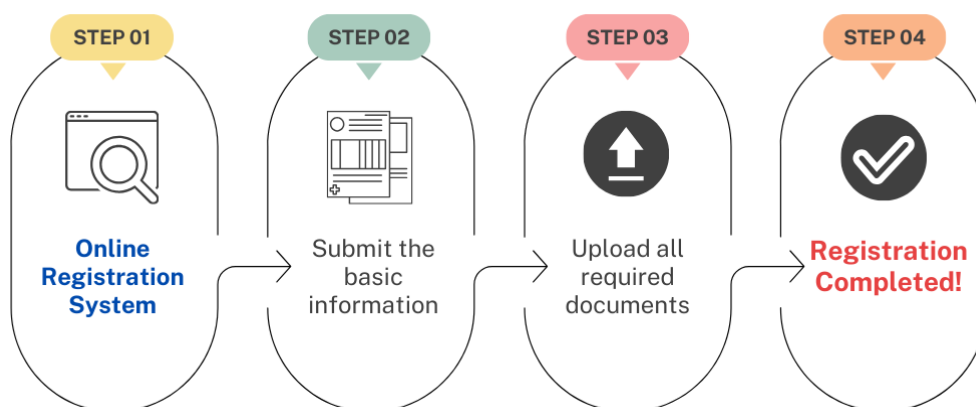 STEP 01
Online
Registration
System
STEP 02
Submit the
basic
information
STEP 03
Upload all
required
documents
STEP 04
Registration
Completed!